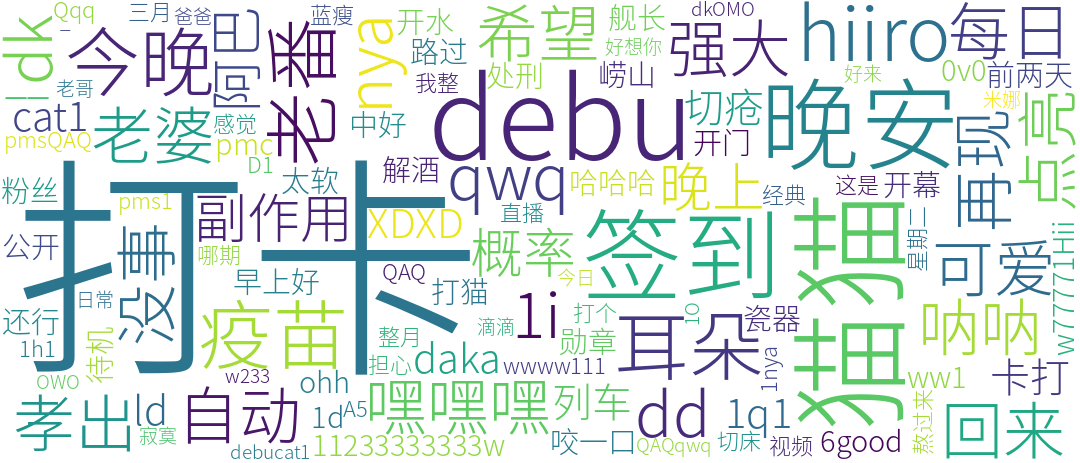 Qqq
三月
爸爸
蓝瘦
开水
希望
舰长
dkOMO
hiiro
每日
dk
今晚
阿巴
老番
nya
路过
处刑
好想你
崂山
强大
好来
0v0
前两天
老哥
我整
debu
切疮
米娜
cat1
老婆
感觉
中好
开门
晚安
再现
点亮
pmsQAQ
pmc
D1
解酒
qwq
哈哈哈
晚上
经典
这是
开幕
粉丝
pms1
太软
副作用
打卡
XDXD
直播
签到
猫猫
星期二
可爱
w77771Hii
公开
没事
哪期
早上好
QAQ
概率
今日
日常
疫苗
打猫
1i
打个
耳朵
1O
瓷器
呐呐
还行
1h1
待机
整月
滴滴
勋章
担心
daka
wwww111
1nya
ww1
卡打
OWO
w233
ohh
孝出
ld
自动
1d
A5
嘿嘿嘿
列车
dd
1q1
熬过来
回来
寂寞
debucat1
11233333333w
咬一口
QAQqwq
切床
视频
6good